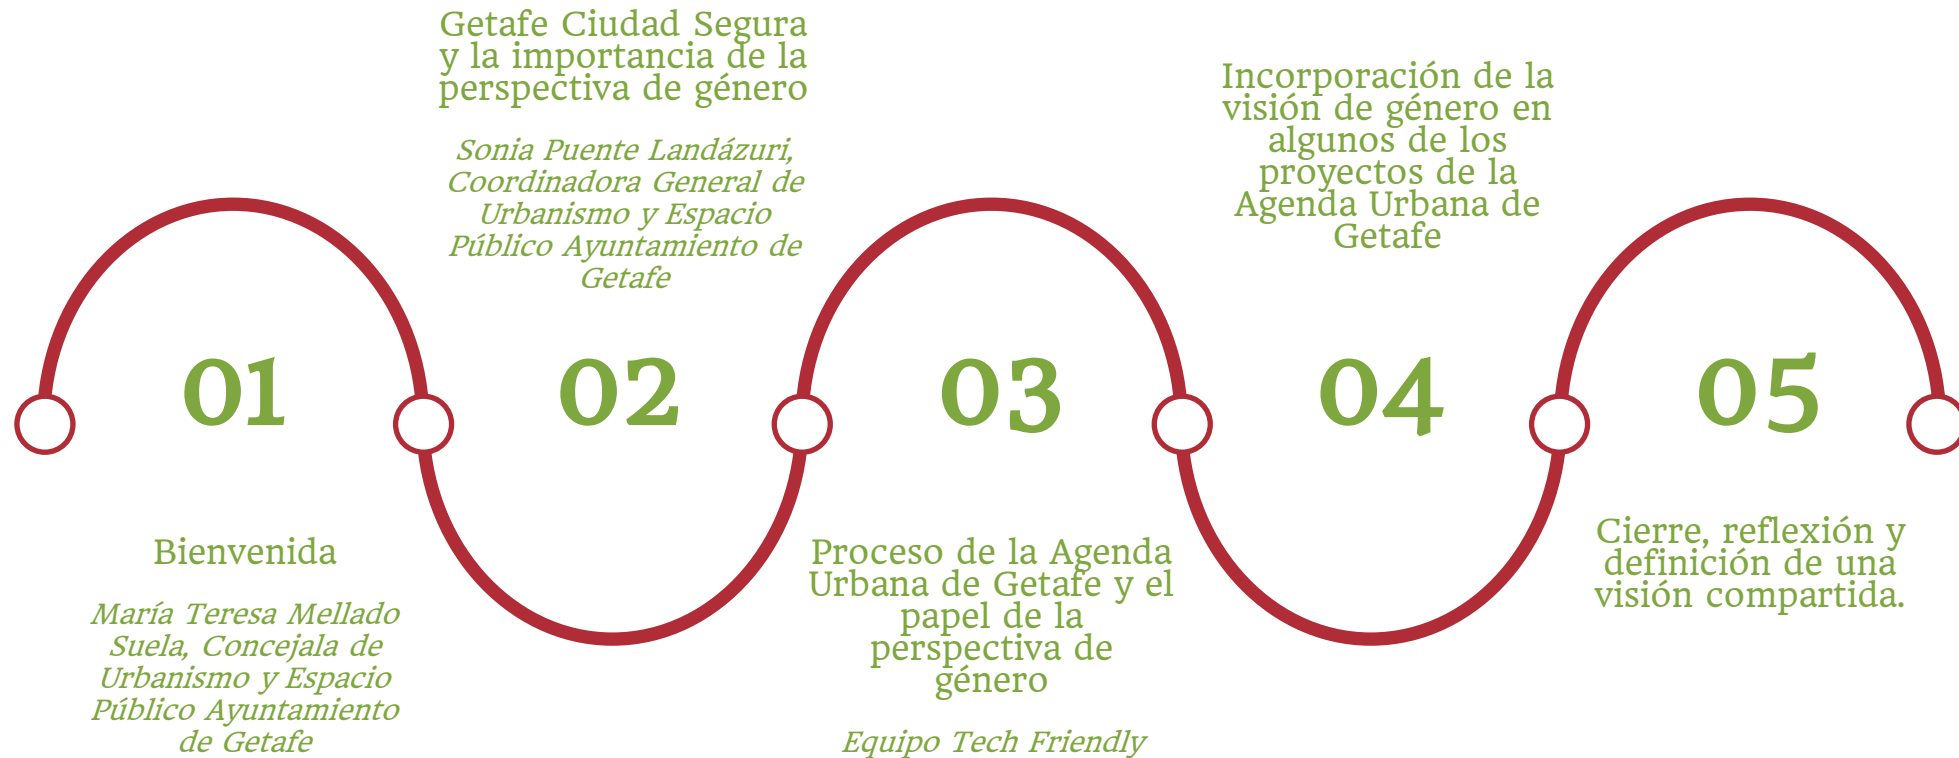 01
Bienvenida
María Teresa Mellado
Suela, Concejala de
Urbanismo y Espacio
Público Ayuntamiento
de Getafe
Getafe Ciudad Segura
y la importancia de la
perspectiva de género
Sonia Puente Landázuri,
Coordinadora General de
Urbanismo y Espacio
Público Ayuntamiento de
Getafe
02
03
Proceso de la Agenda
Urbana de Getafe y el
papel de la
perspectiva de
género
Equipo Tech Friendly
Incorporación de la
visión de género en
algunos de los
proyectos de la
Agenda Urbana de
Getafe
04
05
Cierre, reflexión y
definición de una
visión compartida.